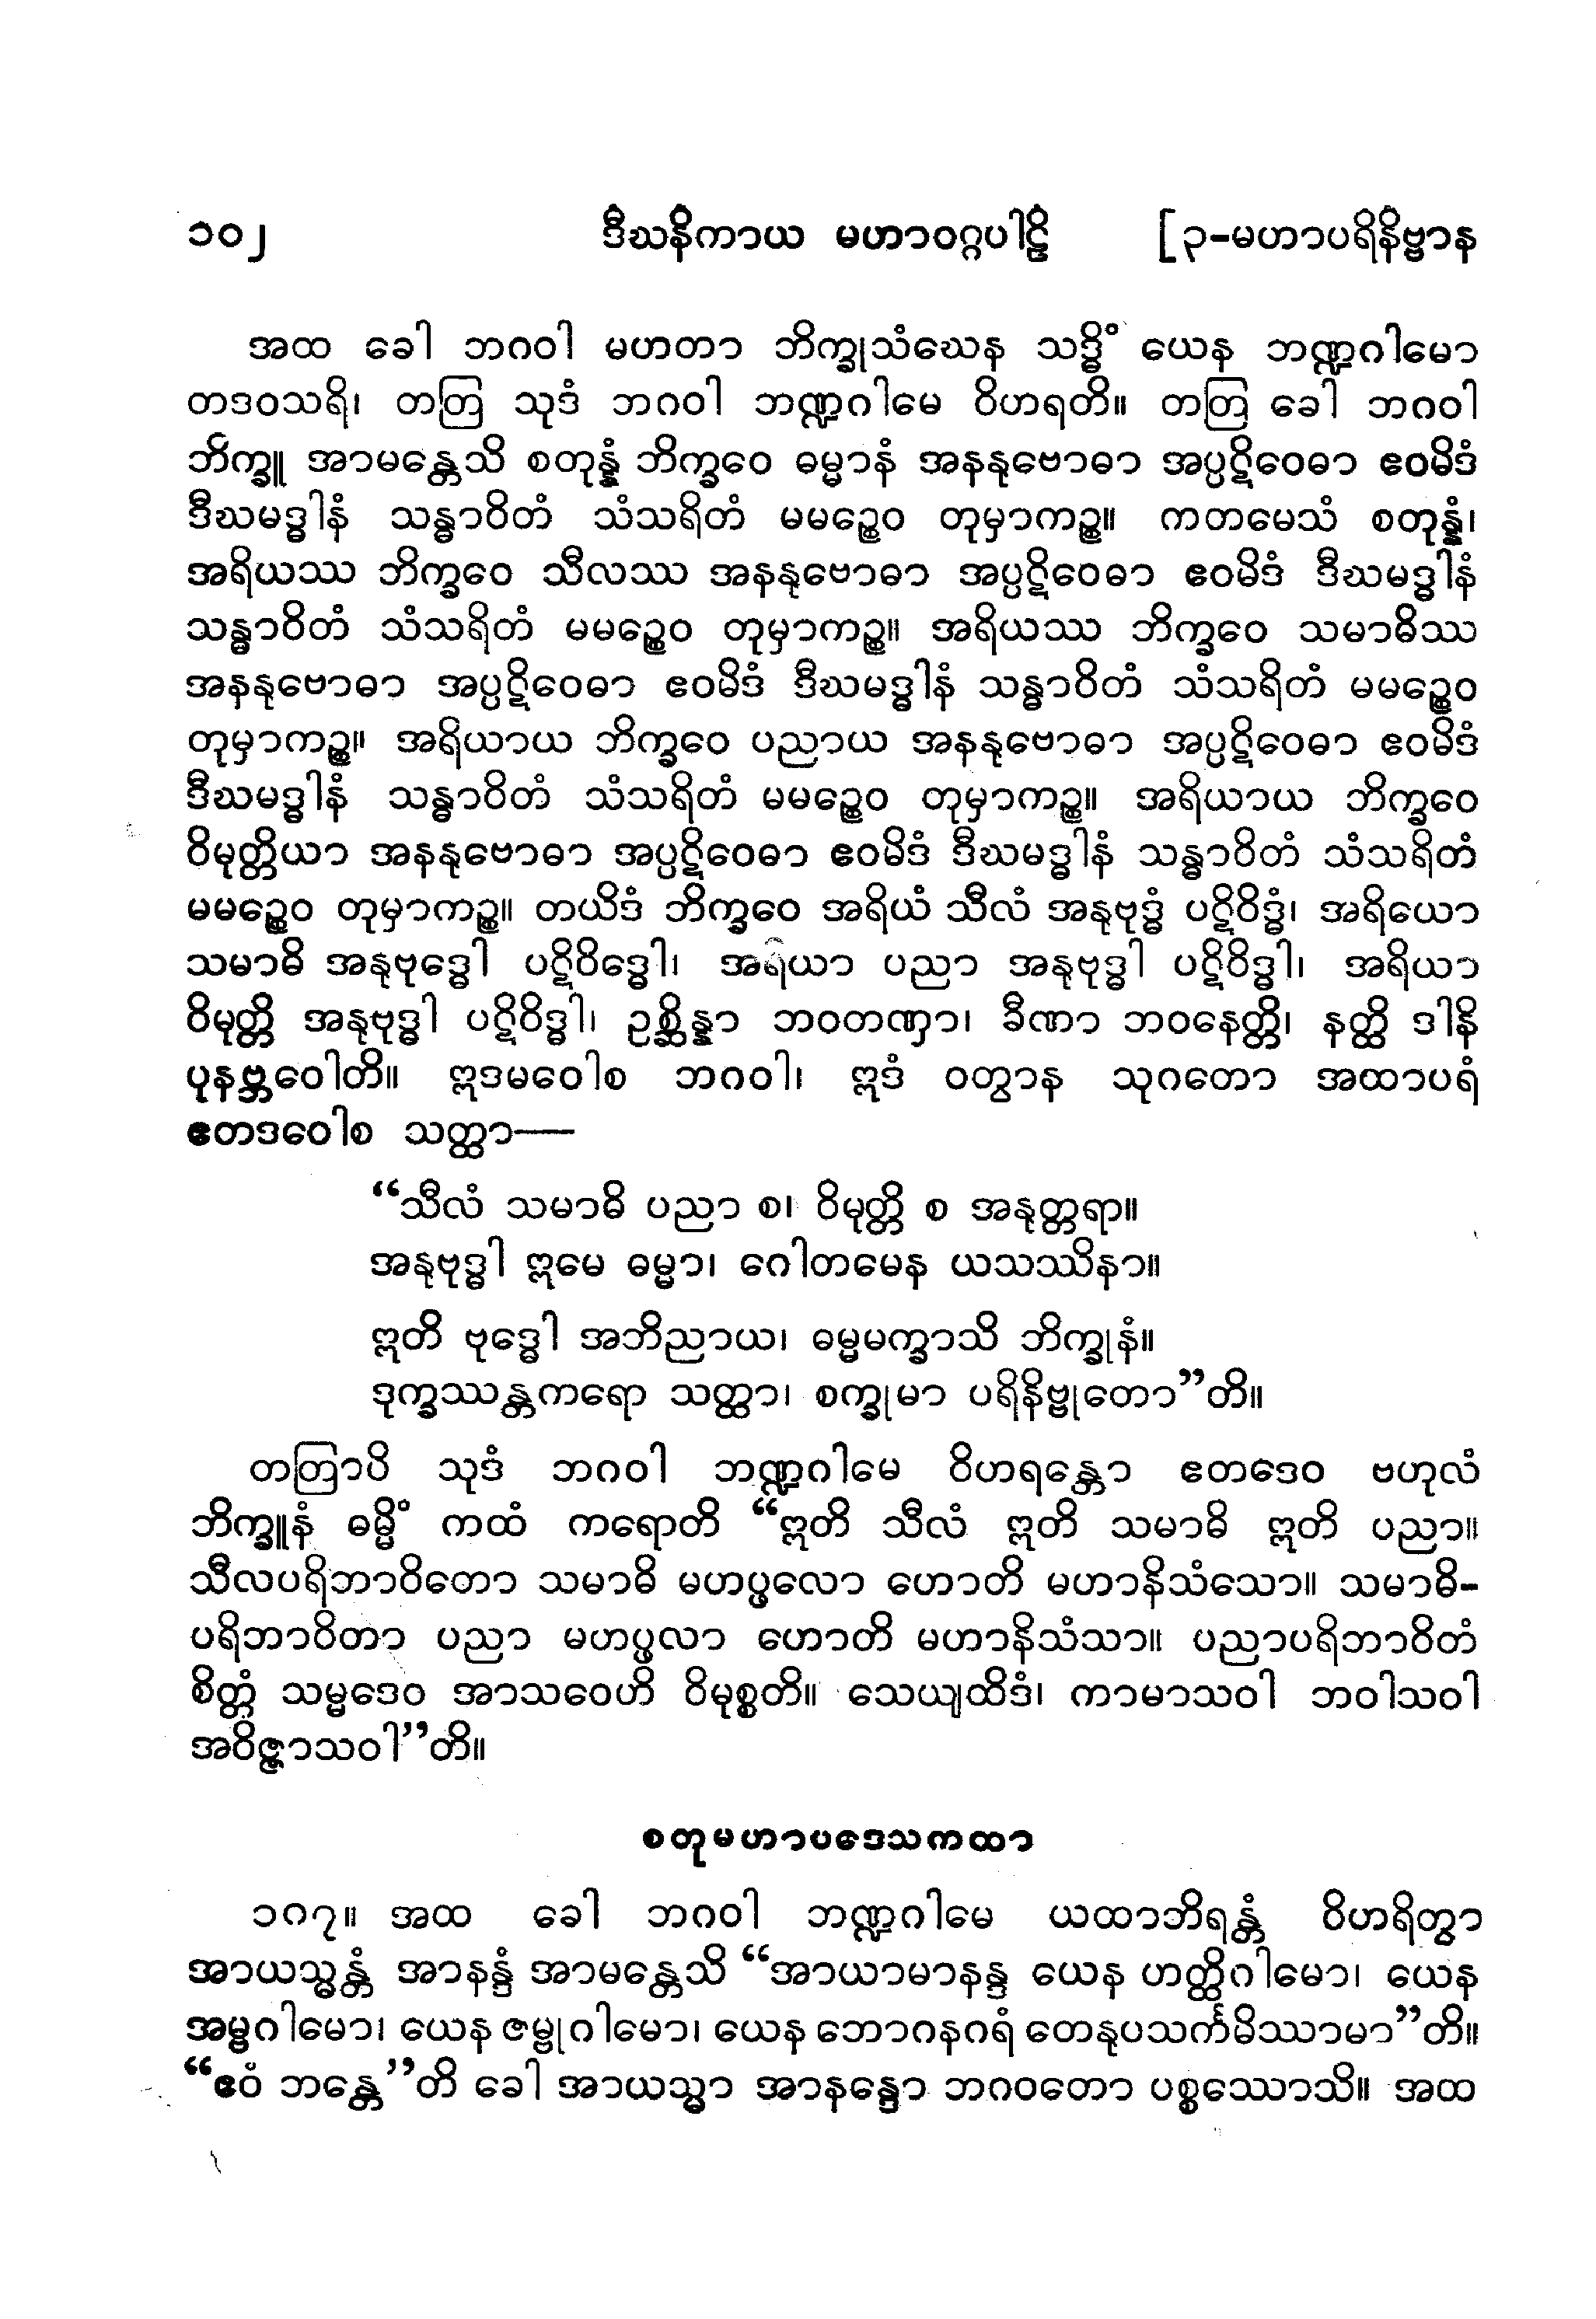 ၁၀၂ ဒီဃနိကာယ မဟာဝဂ္ဂပါဠိ [၃-မဟာပရိနိဗ္ဗာန
အထ ခေါ ဘဂဝါ မဟတာ ဘိက္ခုသံဃေန သဒ္ဓိံ ယေန ဘဏ္ဍဂါမော
တဒဝသရိ၊ တတြ သုဒံ ဘဂဝါ ဘဏ္ဍဂါမေ ဝိဟရတိ။ တတြ ခေါ ဘဂဝါ
ဘိက္ခူ အာမန္တေသိ စတုန္နံ ဘိက္ခဝေ ဓမ္မာနံ အနနုဗောဓာ အပ္ပဋိဝေဓာ ဧဝမိဒံ
ဒီဃမဒ္ဓါနံ သန္ဓာဝိတံ သံသရိတံ မမဉ္စေဝ တုမှာကဉ္စ။ ကတမေသံ စတုန္နံ၊
အရိယဿ ဘိက္ခဝေ သီလဿ အနနုဗောဓာ အပ္ပဋိဝေဓာ ဧဝမိဒံ ဒီဃမဒ္ဓါနံ
သန္ဓာဝိတံ သံသရိတံ မမဉ္စေဝ တုမှာကဉ္စ။ အရိယဿ ဘိက္ခဝေ သမာဓိဿ
အနနုဗောဓာ အပ္ပဋိဝေဓာ ဧဝမိဒံ ဒီဃမဒ္ဓါနံ သန္ဓာဝိတံ သံသရိတံ မမဉ္စေဝ
တုမှာကဉ္စ။ အရိယာယ ဘိက္ခဝေ ပညာယ အနနုဗောဓာ အပ္ပဋိဝေဓာ ဧဝမိဒံ
ဒီဃမဒ္ဓါနံ သန္ဓာဝိတံ သံသရိတံ မမဉ္စေဝ တုမှာကဉ္စ။ အရိယာယ ဘိက္ခဝေ
ဝိမုတ္တိယာ အနနုဗောဓာ အပ္ပဋိဝေဓာ ဧဝမိဒံ ဒီဃမဒ္ဓါနံ သန္ဓာဝိတံ သံသရိတံ
မမဉ္စေဝ တုမှာကဉ္စ။ တယိဒံ ဘိက္ခဝေ အရိယံ သီလံ အနုဗုဒ္ဓံ ပဋိဝိဒ္ဓံ၊ အရိယော
သမာဓိ အနုဗုဒ္ဓေါ ပဋိဝိဒ္ဓေါ၊ အရိယာ ပညာ အနုဗုဒ္ဓါ ပဋိဝိဒ္ဓါ၊ အရိယာ
ဝိမုတ္တိ အနုဗုဒ္ဓါ ပဋိဝိဒ္ဓါ၊ ဥစ္ဆိန္နာ ဘဝတဏှာ၊ ခီဏာ ဘဝနေတ္တိ၊ နတ္ထိ ဒါနိ
ပုနဗ္ဘဝေါတိ။ ဣဒမဝေါစ ဘဂဝါ၊ ဣဒံ ဝတွာန သုဂတော အထာပရံ
ဧတဒဝေါစ သတ္ထာ—
“သီလံ သမာဓိ ပညာ စ၊ ဝိမုတ္တိ စ အနုတ္တရာ။
အနုဗုဒ္ဓါ ဣမေ ဓမ္မာ၊ ဂေါတမေန ယသဿိနာ။
ဣတိ ဗုဒ္ဓေါ အဘိညာယ၊ ဓမ္မမက္ခာသိ ဘိက္ခုနံ။
ဒုက္ခဿန္တကရော သတ္ထာ၊ စက္ခုမာ ပရိနိဗ္ဗုတော”တိ။
တတြာပိ သုဒံ ဘဂဝါ ဘဏ္ဍဂါမေ ဝိဟရန္တော ဧတဒေဝ ဗဟုလံ
ဘိက္ခူနံ ဓမ္မိံ ကထံ ကရောတိ “ဣတိ သီလံ ဣတိ သမာဓိ ဣတိ ပညာ။
သီလပရိဘာဝိတော သမာဓိ မဟပ္ဖလော ဟောတိ မဟာနိသံသော။ သမာဓိ-
ပရိဘာဝိတာ ပညာ မဟပ္ဖလာ ဟောတိ မဟာနိသံသာ။ ပညာပရိဘာဝိတံ
စိတ္တံ သမ္မဒေဝ အာသဝေဟိ ဝိမုစ္စတိ။ သေယျထိဒံ၊ ကာမာသဝါ ဘဝါသဝါ
အဝိဇ္ဇာသဝါ”တိ။
စတုမဟာပဒေသကထာ
၁၈၇။ အထ ခေါ ဘဂဝါ ဘဏ္ဍဂါမေ ယထာဘိရန္တံ ဝိဟရိတွာ
အာယသ္မန္တံ အာနန္ဒံ အာမန္တေသိ “အာယာမာနန္ဒ ယေန ဟတ္ထိဂါမော၊ ယေန
အမ္ဗဂါမော၊ ယေန ဇမ္ဗုဂါမော၊ ယေန ဘောဂနဂရံ တေနုပသင်္ကမိဿာမာ”တိ။
“ဧဝံ ဘန္တေ”တိ ခေါ အာယသ္မာ အာနန္ဒော ဘဂဝတော ပစ္စဿောသိ။ အထ